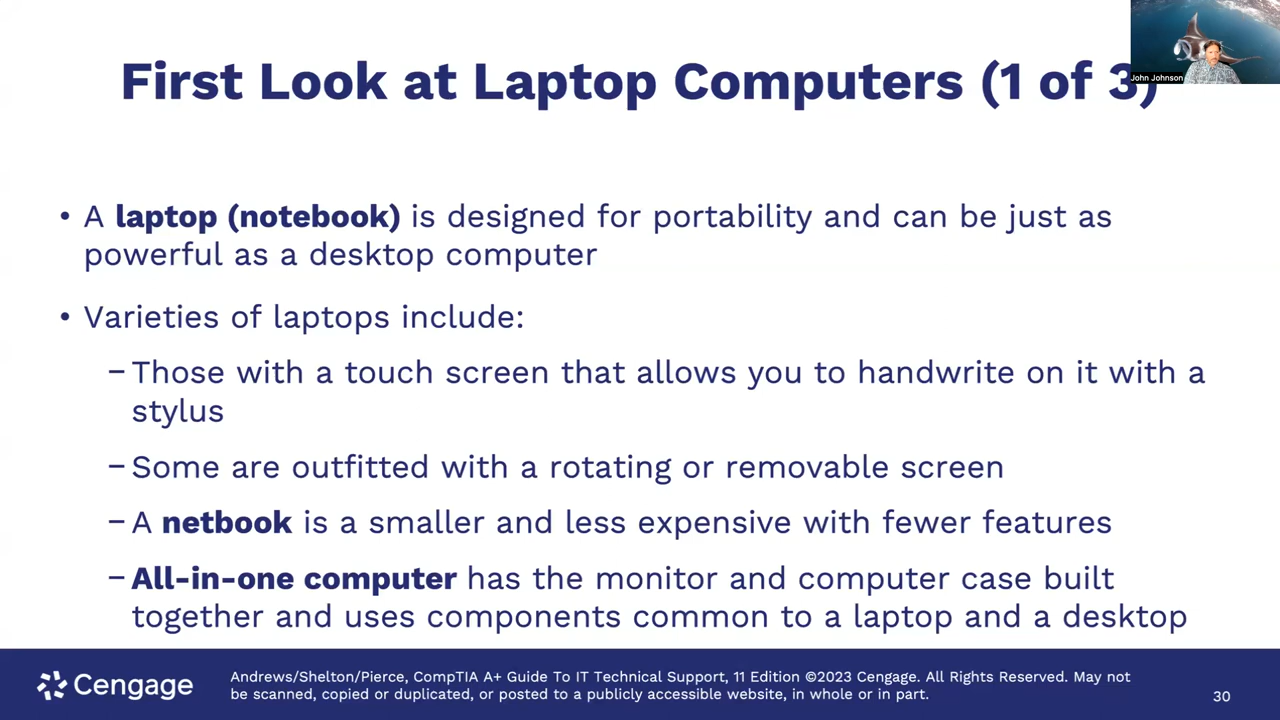 First Look at Laptop Computers (1 of 3)
John Johnson
• A laptop (notebook) is designed for portability and can be just as
powerful as a desktop computer
• Varieties of laptops include:
– Those with a touch screen that allows you to handwrite on it with a
stylus
– Some are outfitted with a rotating or removable screen
– A netbook is a smaller and less expensive with fewer features
– All-in-one computer has the monitor and computer case built
together and uses components common to a laptop and a desktop
Cengage
Andrews/Shelton/Pierce, CompTIA A+ Guide To IT Technical Support, 11 Edition ©2023 Cengage. All Rights Reserved. May not
be scanned, copied or duplicated, or posted to a publicly accessible website, in whole or in part.
30